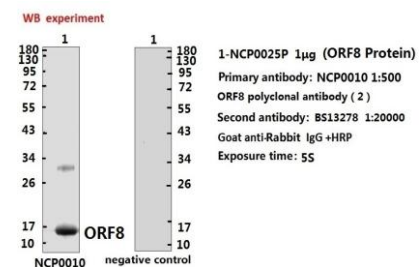 WB experiment
1
180
130
95
72
55
43
34
26
17
10
ORF8
NCP0010
1
180
130
95
72
55
43
34
26
17
10
negative control
1-NCP0025P 1μg (ORF8 Protein)
Primary antibody: NCP0010 1:500
ORF8 polyclonal antibody ( 2 )
Second antibody: BS13278 1:20000
Goat anti-Rabbit IgG +HRP
Exposure time: 5S